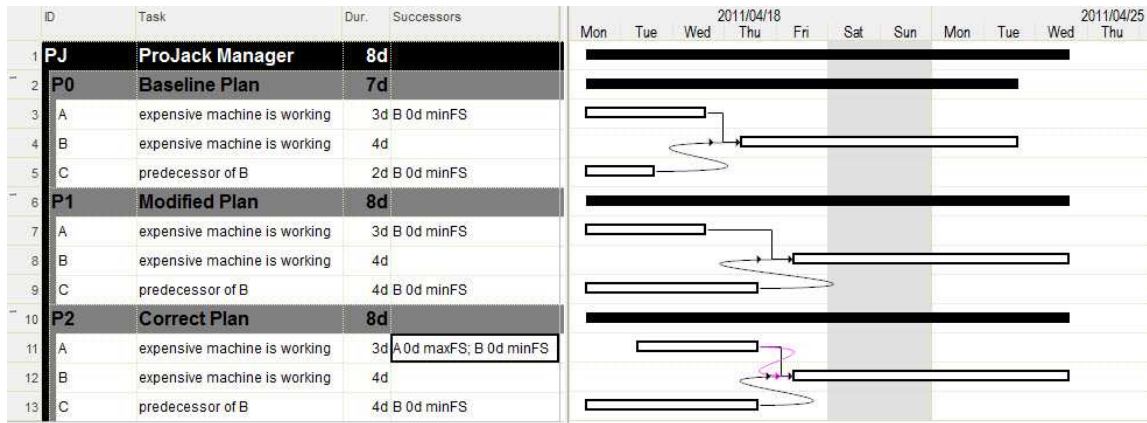 ID Task Dur. Successors 2011/04/18 2011/04/25
Mon Tue Wed Thu Fri Sat Sun Mon Tue Wed Thu
1 PJ ProJack Manager 8d
2 P0 Baseline Plan 7d
3 A expensive machine is working 3d B 0d minFS
4 B expensive machine is working 4d
5 C predecessor of B 2d B 0d minFS
6 P1 Modified Plan 8d
7 A expensive machine is working 3d B 0d minFS
8 B expensive machine is working 4d
9 C predecessor of B 4d B 0d minFS
10 P2 Correct Plan 8d
11 A expensive machine is working 3d A 0d maxFS; B 0d minFS
12 B expensive machine is working 4d
13 C predecessor of B 4d B 0d minFS